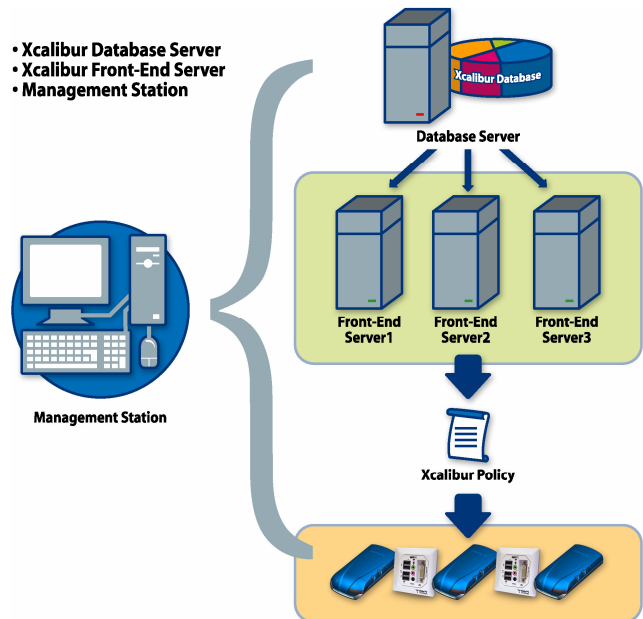 • Xcalibur Database Server
• Xcalibur Front-End Server
• Management Station
Xcalibur Database
Database Server
Front-End
Server1
Front-End
Server2
Front-End
Server3
Management Station
Xcalibur Policy